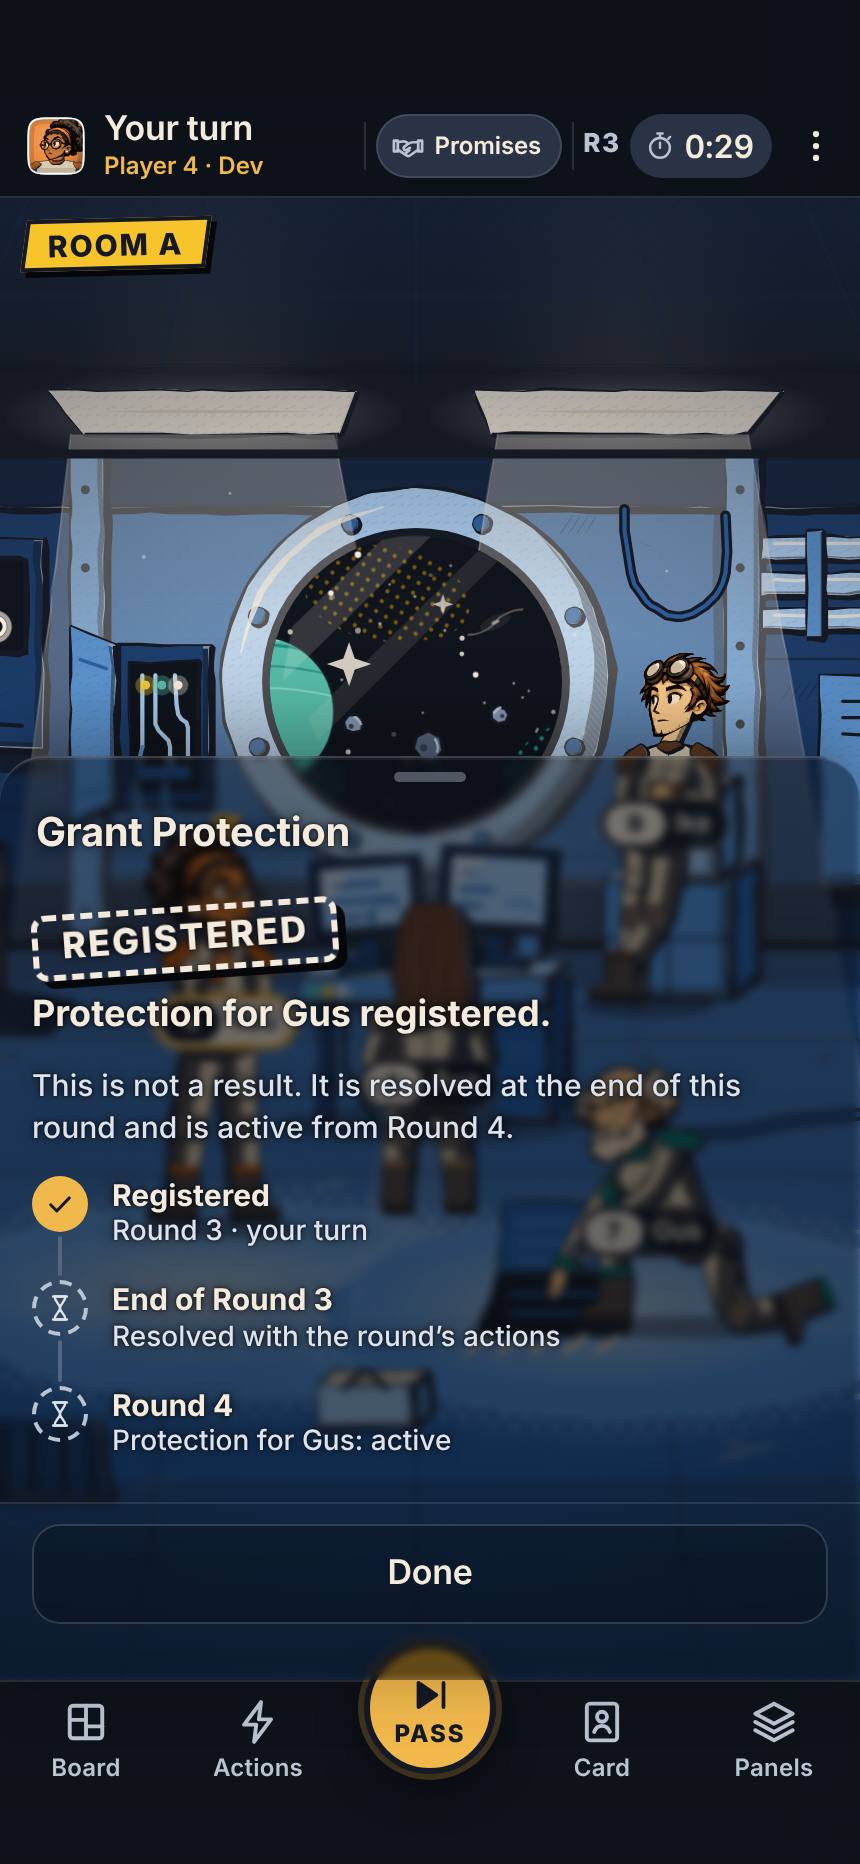 Your turn
Player 4 · Dev
Promises
R3
0:29
ROOM A
Grant Protection
REGISTERED
Protection for Gus registered.
This is not a result. It is resolved at the end of this
round and is active from Round 4.
Registered
Round 3 · your turn
End of Round 3
Resolved with the round’s actions
Round 4
Protection for Gus: active
Done
PASS
Board
Actions
Card
Panels
7 Gus